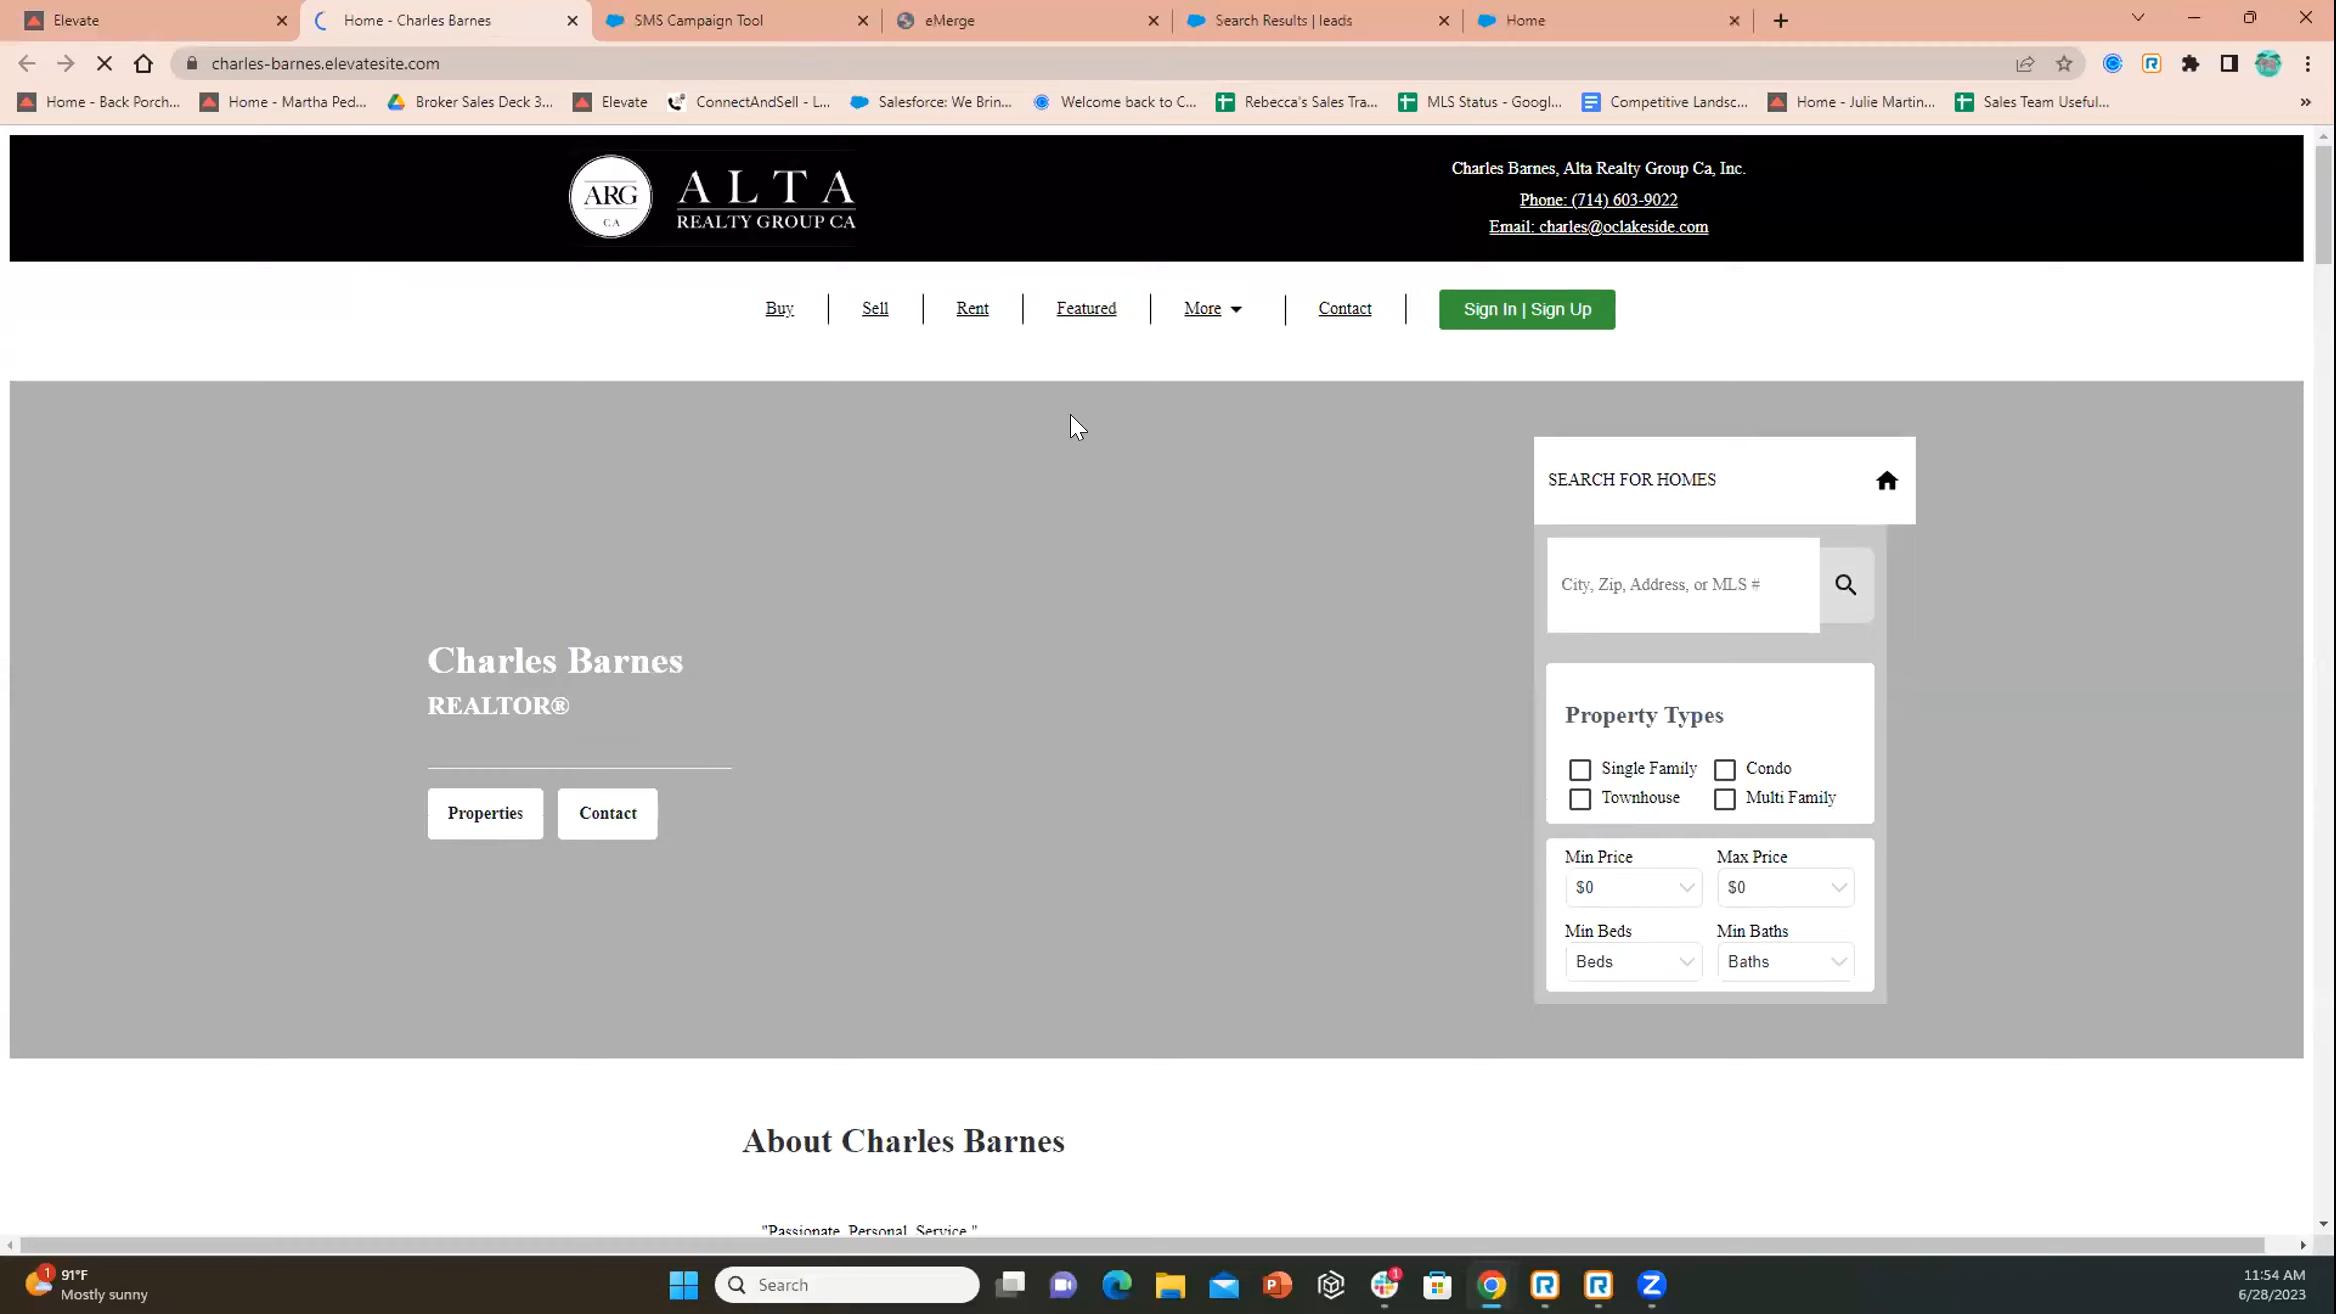 Elevate
Home - Charles Barnes
SMS Campaign Tool
eMerge
Search Results | leads
Home
charles-barnes.elevatesite.com
Home - Back Porch...
Home - Martha Ped...
Broker Sales Deck 3...
Elevate
ConnectAndSell - L...
Salesforce: We Brin...
Welcome back to C...
Rebecca's Sales Tra...
MLS Status - Googl...
Competitive Landsc...
Home - Julie Martin...
Sales Team Useful...
ARG
CA
ALTA
REALTY GROUP CA
Charles Barnes, Alta Realty Group Ca, Inc.
Phone: (714) 603-9022
Email: charles@oclakeside.com
Buy
Sell
Rent
Featured
More
Contact
Sign In | Sign Up
SEARCH FOR HOMES
City, Zip, Address, or MLS #
Charles Barnes
REALTOR®
Properties
Contact
Property Types
Single Family
Condo
Townhouse
Multi Family
Min Price
Max Price
$0
$0
Min Beds
Min Baths
Beds
Baths
About Charles Barnes
"Passionate. Personal. Service."
1
91°F
Mostly sunny
Search
1
11:54 AM
6/28/2023